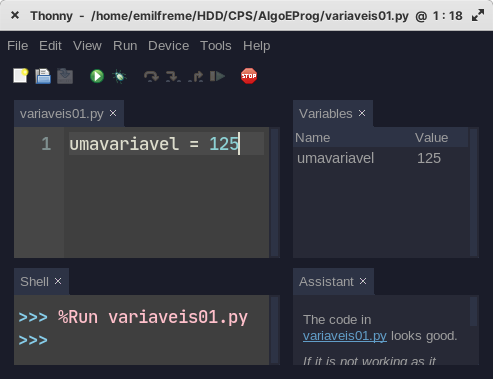 Thonny - /home/emilfreme/HDD/CPS/AlgoEProg/variaveis01.py @ 1 : 18
File Edit View Run Device Tools Help
STOP
variaveis01.py ×
1 umavariavel = 125
Variables ×
Name Value
umavariavel 125
Shell ×
>>> %Run variaveis01.py
>>>
Assistant ×
The code in
variaveis01.py looks good.
If it is not working as it